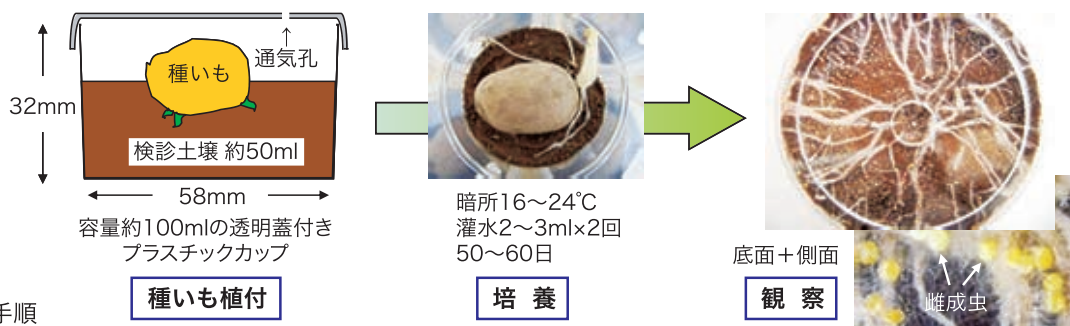 通気孔
↑
種いも
32mm
検診土壌 約50ml
58mm
容量約100mlの透明蓋付き
プラスチックカップ
種いも植付
暗所16〜24℃
灌水2〜3ml×2回
50〜60日
培 養
底面＋側面
観 察
雌成虫
手順